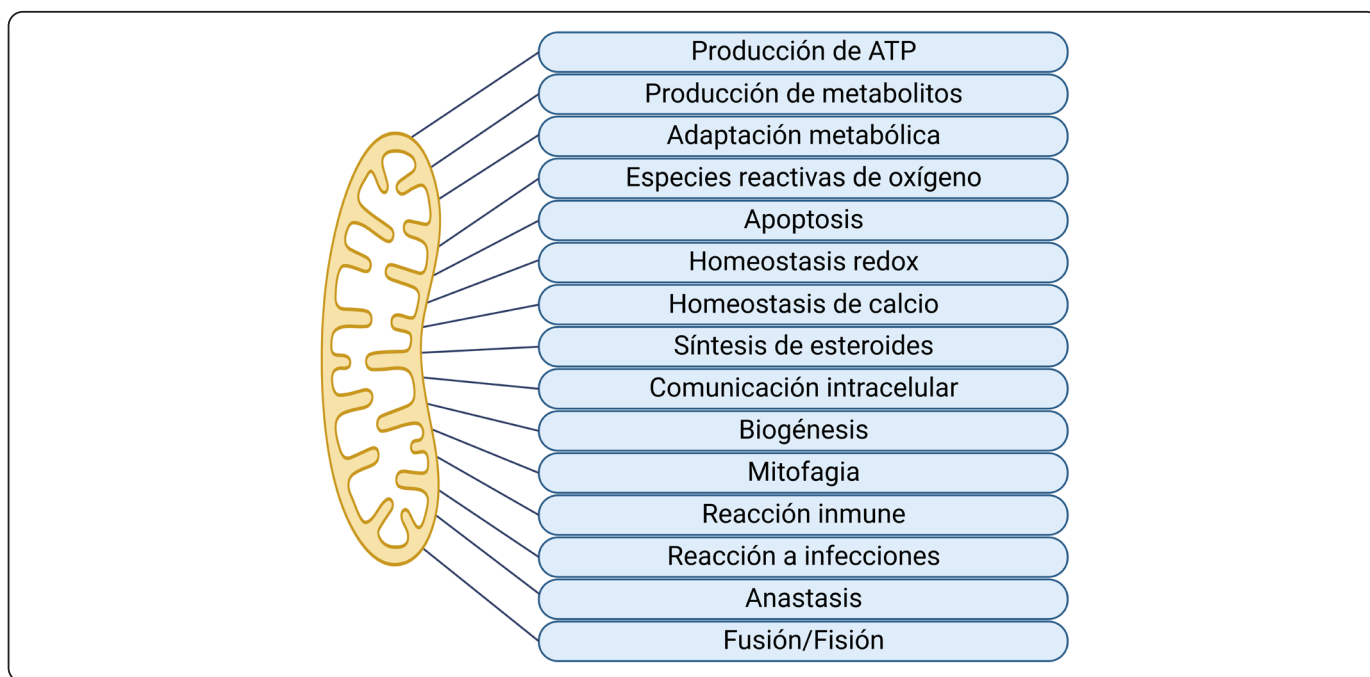 Producción de ATP
Producción de metabolitos
Adaptación metabólica
Especies reactivas de oxígeno
Apoptosis
Homeostasis redox
Homeostasis de calcio
Síntesis de esteroides
Comunicación intracelular
Biogénesis
Mitofagia
Reacción inmune
Reacción a infecciones
Anastasis
Fusión/Fisión